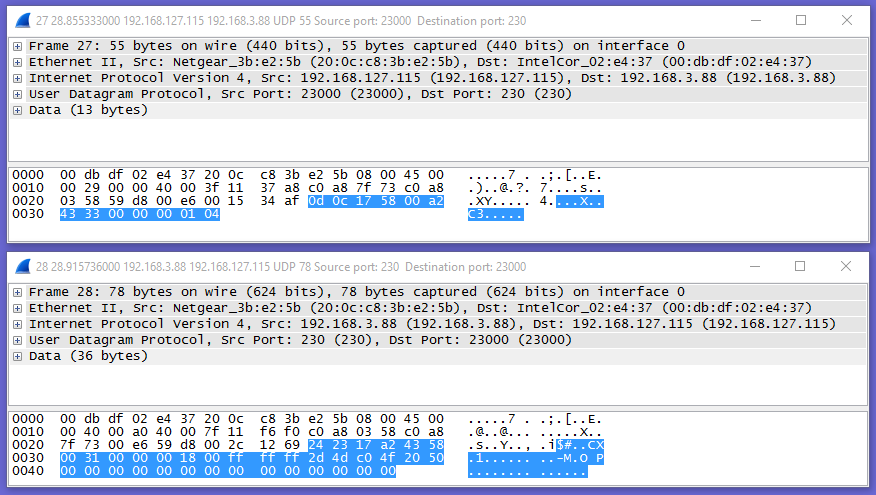 27 28.855333000 192.168.127.115 192.168.3.88 UDP 55 Source port: 23000 Destination port: 230
Frame 27: 55 bytes on wire (440 bits), 55 bytes captured (440 bits) on interface 0
Ethernet II, Src: Netgear_3b:e2:5b (20:0c:c8:3b:e2:5b), Dst: IntelCor_02:e4:37 (00:db:df:02:e4:37)
Internet Protocol Version 4, Src: 192.168.127.115 (192.168.127.115), Dst: 192.168.3.88 (192.168.3.88)
User Datagram Protocol, Src Port: 23000 (23000), Dst Port: 230 (230)
Data (13 bytes)
0000 00 db df 02 e4 37 20 0c c8 3b e2 5b 08 00 45 00 .....7 . .;.[..E.
0010 00 29 00 00 40 00 3f 11 37 a8 c0 a8 7f 73 c0 a8 .)..@.?. 7....s..
0020 03 58 59 d8 00 e6 00 15 34 af 0d 0c 17 58 00 a2 .XY..... 4....X..
0030 43 33 00 00 00 01 04 C3.....
28 28.915736000 192.168.3.88 192.168.127.115 UDP 78 Source port: 230 Destination port: 23000
Frame 28: 78 bytes on wire (624 bits), 78 bytes captured (624 bits) on interface 0
Ethernet II, Src: Netgear_3b:e2:5b (20:0c:c8:3b:e2:5b), Dst: IntelCor_02:e4:37 (00:db:df:02:e4:37)
Internet Protocol Version 4, Src: 192.168.3.88 (192.168.3.88), Dst: 192.168.127.115 (192.168.127.115)
User Datagram Protocol, Src Port: 230 (230), Dst Port: 23000 (23000)
Data (36 bytes)
0000 00 db df 02 e4 37 20 0c c8 3b e2 5b 08 00 45 00 .....7 . .;.[..E.
0010 00 40 00 a0 40 00 7f 11 f6 f0 c0 a8 03 58 c0 a8 .@..@... .....X..
0020 7f 73 00 e6 59 d8 00 2c 12 69 24 23 17 a2 43 58 .s..Y.., .i$#..CX
0030 00 31 00 00 00 18 00 ff ff ff 2d 4d c0 4f 20 50 .1...... ..-M.O P
0040 00 00 00 00 00 00 00 00 00 00 00 00 00 00 ........ ......